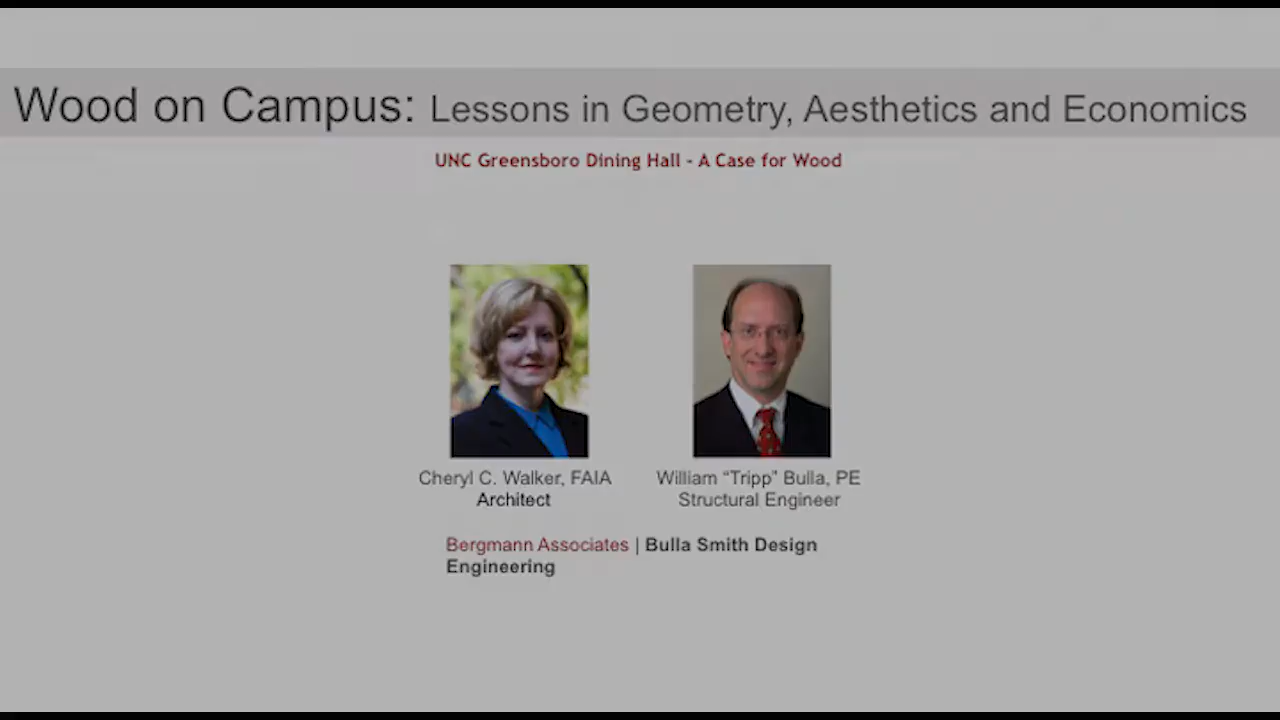 Wood on Campus: Lessons in Geometry, Aesthetics and Economics
UNC Greensboro Dining Hall - A Case for Wood
Cheryl C. Walker, FAIA
Architect
William “Tripp” Bulla, PE
Structural Engineer
Bergmann Associates | Bulla Smith Design
Engineering